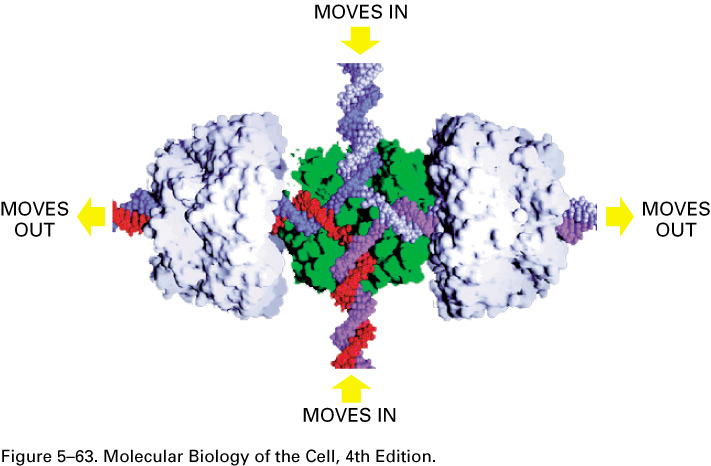 MOVES IN
MOVES
OUT
MOVES
OUT
MOVES IN
Figure 5–63. Molecular Biology of the Cell, 4th Edition.